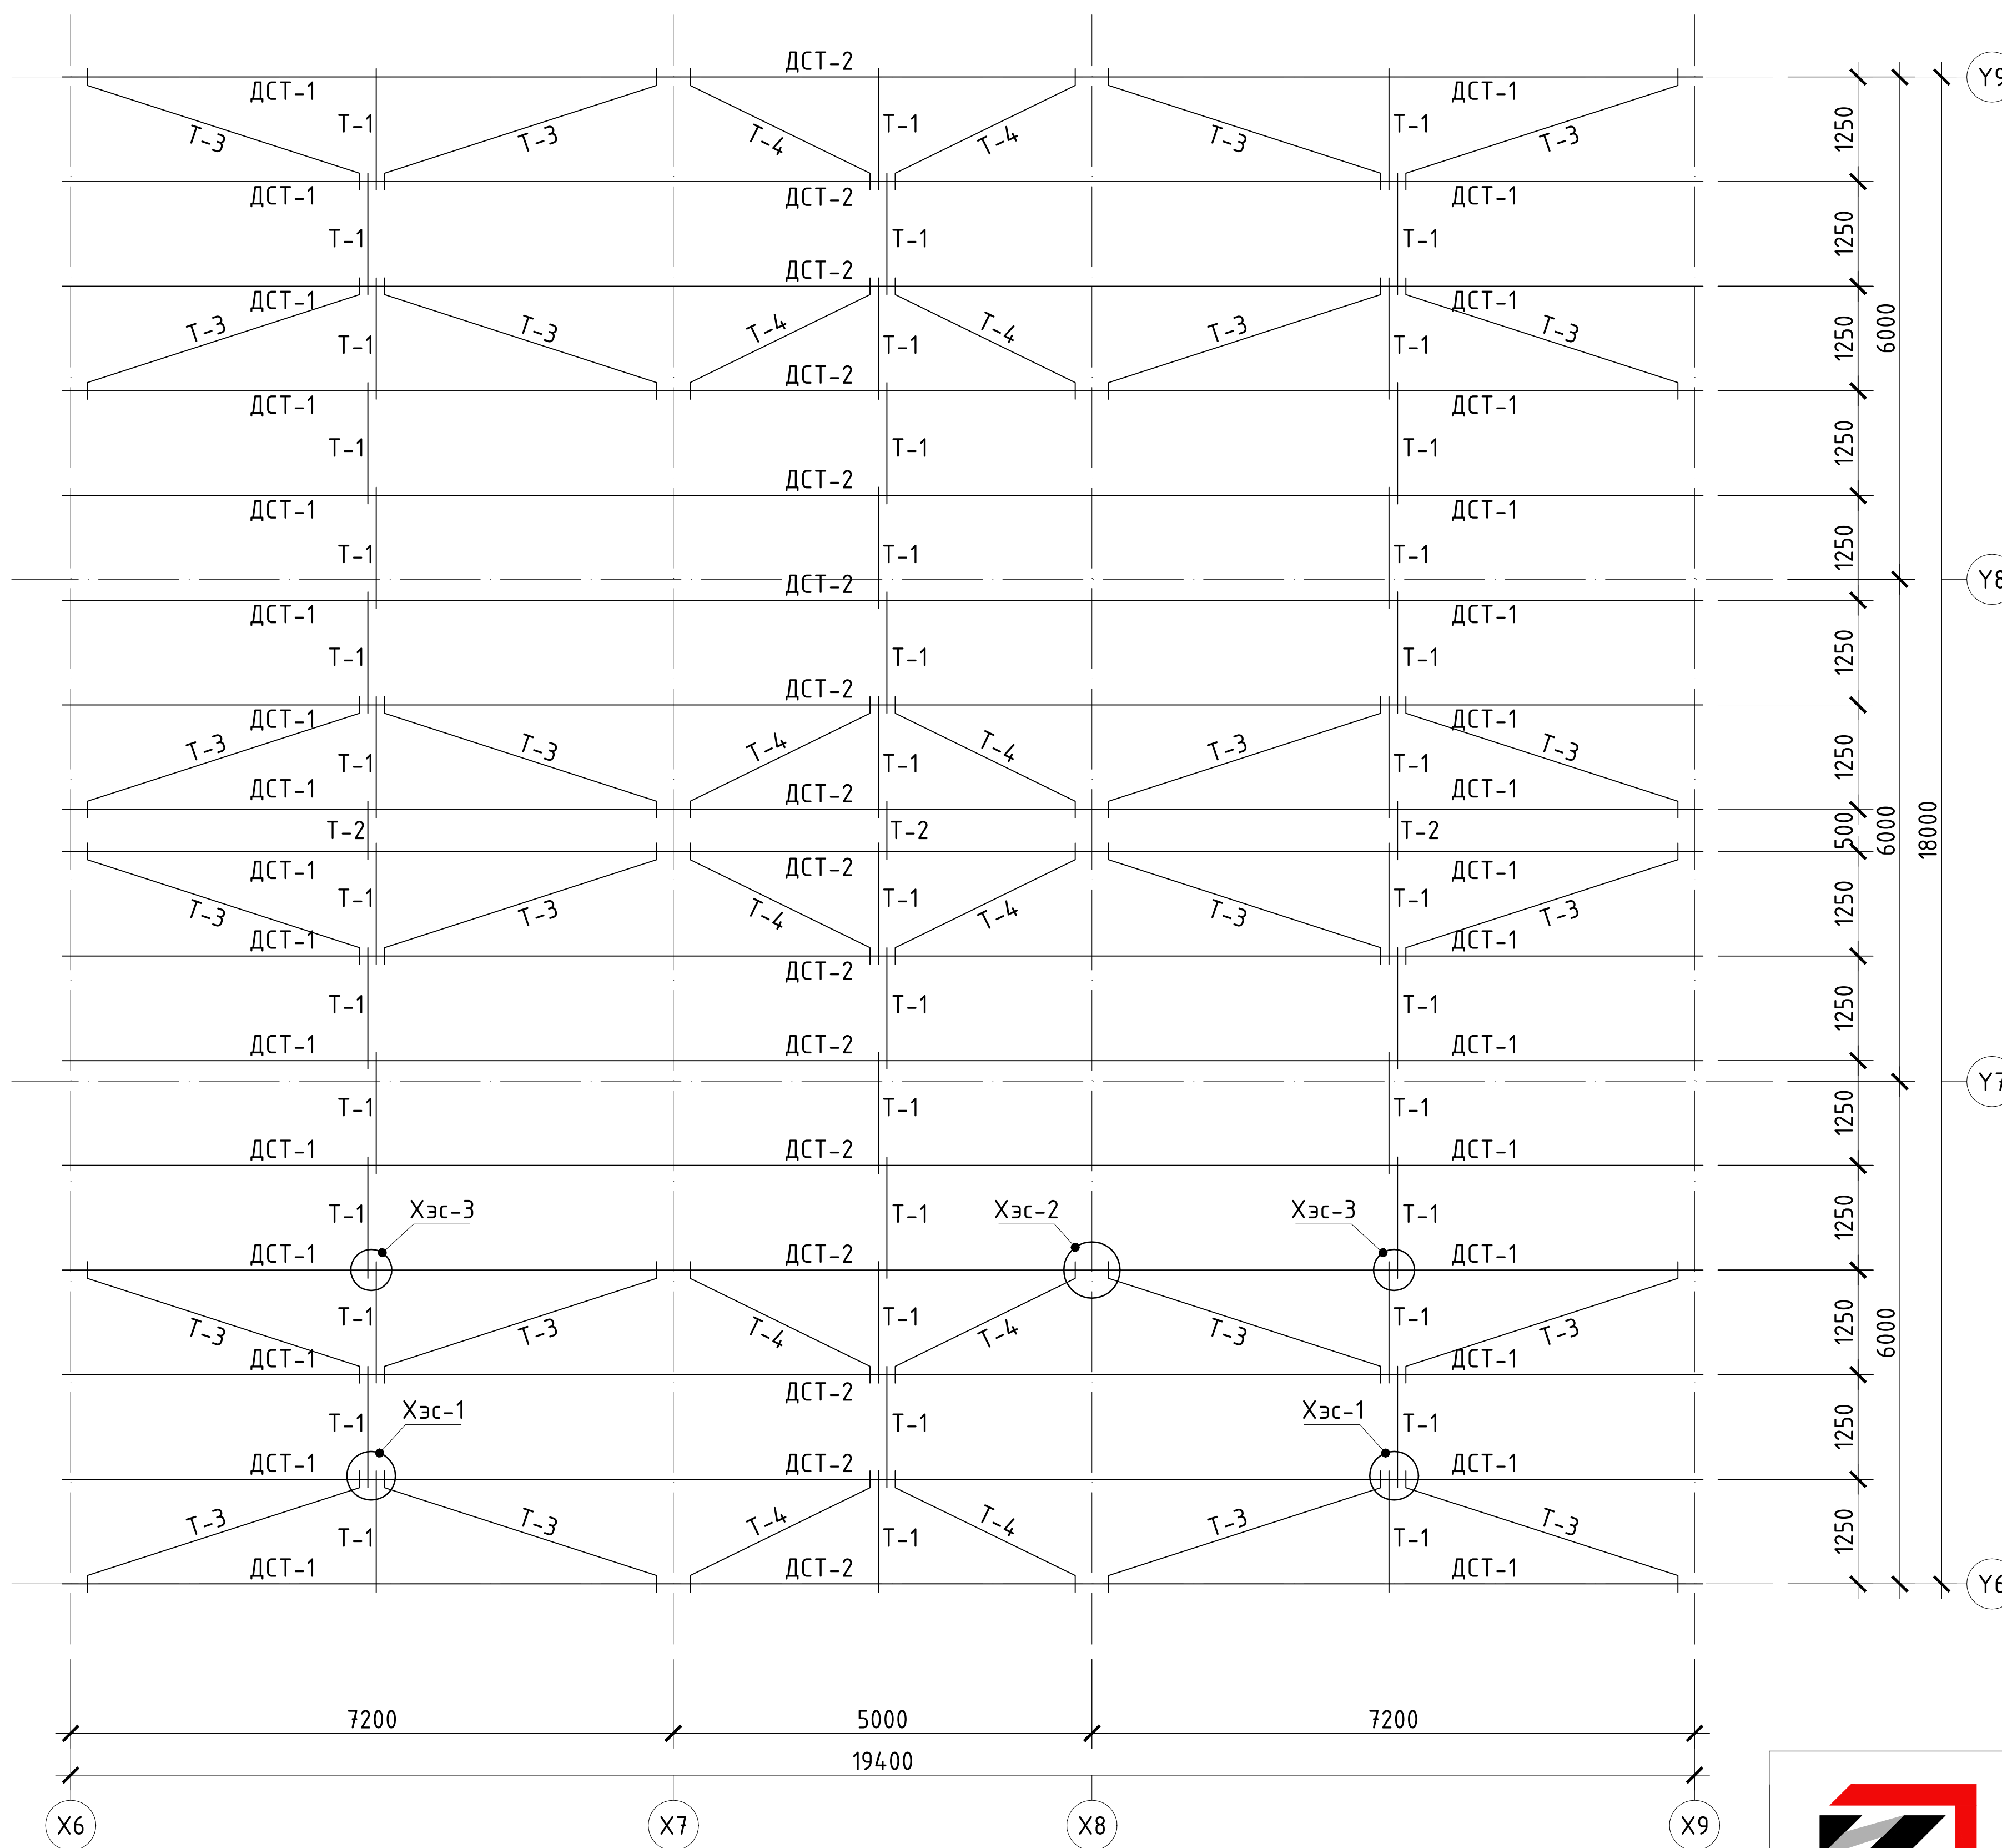 ДСТ-2
Y9
ДСТ-1 ДСТ-1
Т-1 Т-1 Т-1 1250
Т-3 Т-3 Т-4 Т-4 Т-3 Т-3
ДСТ-1 ДСТ-2 ДСТ-1
Т-1 Т-1 Т-1 1250
ДСТ-2
ДСТ-1 ДСТ-1
Т-3 Т-3 Т-4 Т-4 Т-3 Т-3
Т-1 Т-1 Т-1 1250 6000
ДСТ-2
ДСТ-1 ДСТ-1
Т-1 Т-1 Т-1 1250
ДСТ-2
ДСТ-1 ДСТ-1
Т-1 Т-1 Т-1 1250
ДСТ-2 Y8
ДСТ-1 ДСТ-1
Т-1 Т-1 Т-1 1250
ДСТ-2
ДСТ-1 ДСТ-1
Т-3 Т-3 Т-4 Т-4 Т-3 Т-3
Т-1 Т-1 Т-1 1250
ДСТ-1 ДСТ-2 ДСТ-1
Т-2 Т-2 Т-2 500 6000 18000
ДСТ-1 ДСТ-2 ДСТ-1
Т-1 Т-1 Т-1 1250
Т-3 Т-3 Т-4 Т-4 Т-3 Т-3
ДСТ-1 ДСТ-1
ДСТ-2
Т-1 Т-1 Т-1 1250
ДСТ-1 ДСТ-2 ДСТ-1
Y7
Т-1 Т-1 Т-1 1250
ДСТ-1 ДСТ-2 ДСТ-1
Т-1 Хэс-3 Т-1 Хэс-2 Хэс-3 Т-1 1250
ДСТ-1 ДСТ-2 ДСТ-1
Т-1 Т-1 Т-1 1250 6000
Т-3 Т-3 Т-4 Т-4 Т-3 Т-3
ДСТ-1 ДСТ-1
ДСТ-2
Т-1 Хэс-1 Т-1 Хэс-1 Т-1 1250
ДСТ-1 ДСТ-2 ДСТ-1
Т-3 Т-3 Т-4 Т-4 Т-3 Т-3
Т-1 Т-1 Т-1 1250
ДСТ-1 ДСТ-2 ДСТ-1
Y6
7200 5000 7200
19400
X6 X7 X8 X9